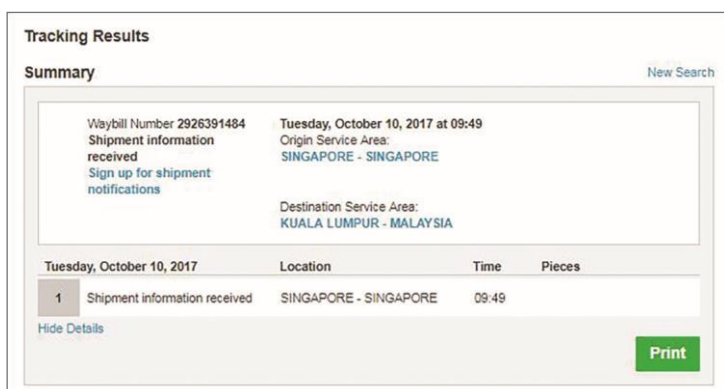 Tracking Results
Summary
New Search
Waybill Number 2926391484
Shipment information
received
Sign up for shipment
notifications
Tuesday, October 10, 2017 at 09:49
Origin Service Area:
SINGAPORE - SINGAPORE
Destination Service Area:
KUALA LUMPUR - MALAYSIA
Tuesday, October 10, 2017 Location Time Pieces
1 Shipment information received SINGAPORE - SINGAPORE 09:49
Hide Details
Print